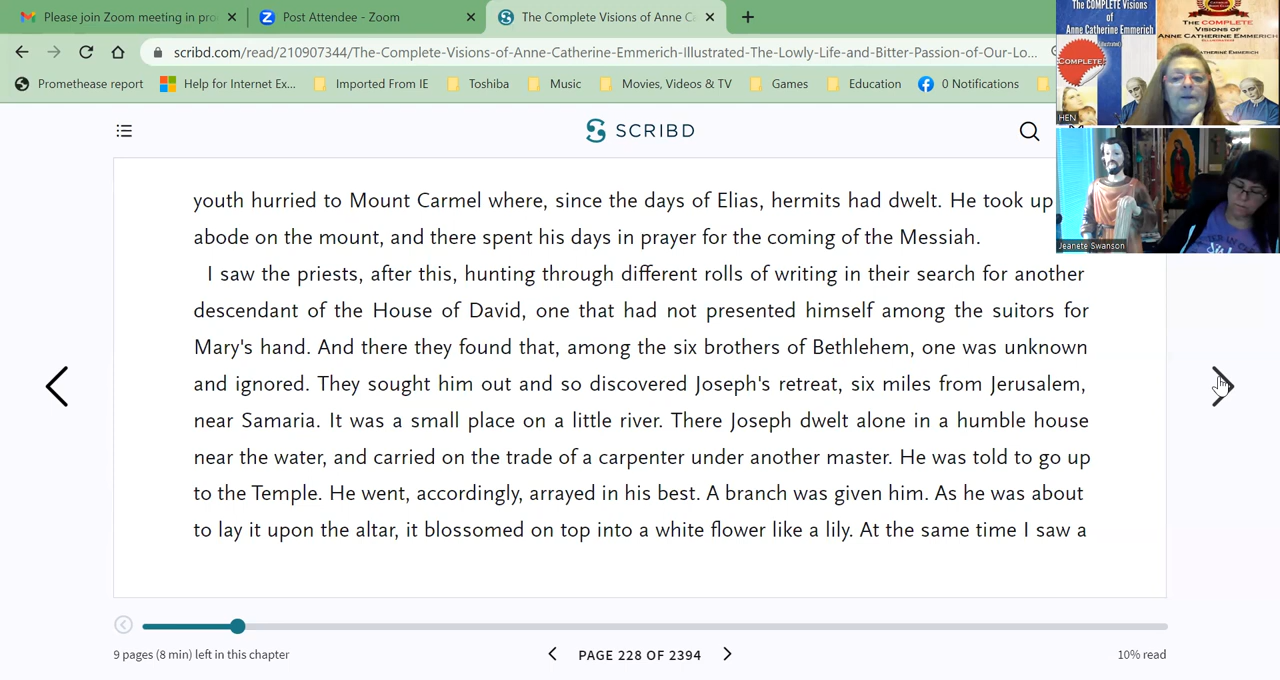 Please join Zoom meeting in pro
Post Attendee - Zoom
The Complete Visions of Anne C
scribd.com/read/210907344/The-Complete-Visions-of-Anne-Catherine-Emmerich-Illustrated-The-Lowly-Life-and-Bitter-Passion-of-Our-Lo...
Promethease report
Help for Internet Ex...
Imported From IE
Toshiba
Music
Movies, Videos & TV
Games
Education
0 Notifications
The COMPLETE Visions
of
Anne Catherine Emmerich
COMPLETE!
The COMPLETE
VISIONS OF
ANNE CATHERINE EMMERICH
CATHERINE EMMERICH
HEN
Jeanete Swanson
SCRIBD
youth hurried to Mount Carmel where, since the days of Elias, hermits had dwelt. He took up
abode on the mount, and there spent his days in prayer for the coming of the Messiah.
I saw the priests, after this, hunting through different rolls of writing in their search for another
descendant of the House of David, one that had not presented himself among the suitors for
Mary's hand. And there they found that, among the six brothers of Bethlehem, one was unknown
and ignored. They sought him out and so discovered Joseph's retreat, six miles from Jerusalem,
near Samaria. It was a small place on a little river. There Joseph dwelt alone in a humble house
near the water, and carried on the trade of a carpenter under another master. He was told to go up
to the Temple. He went, accordingly, arrayed in his best. A branch was given him. As he was about
to lay it upon the altar, it blossomed on top into a white flower like a lily. At the same time I saw a
9 pages (8 min) left in this chapter
PAGE 228 OF 2394
10% read